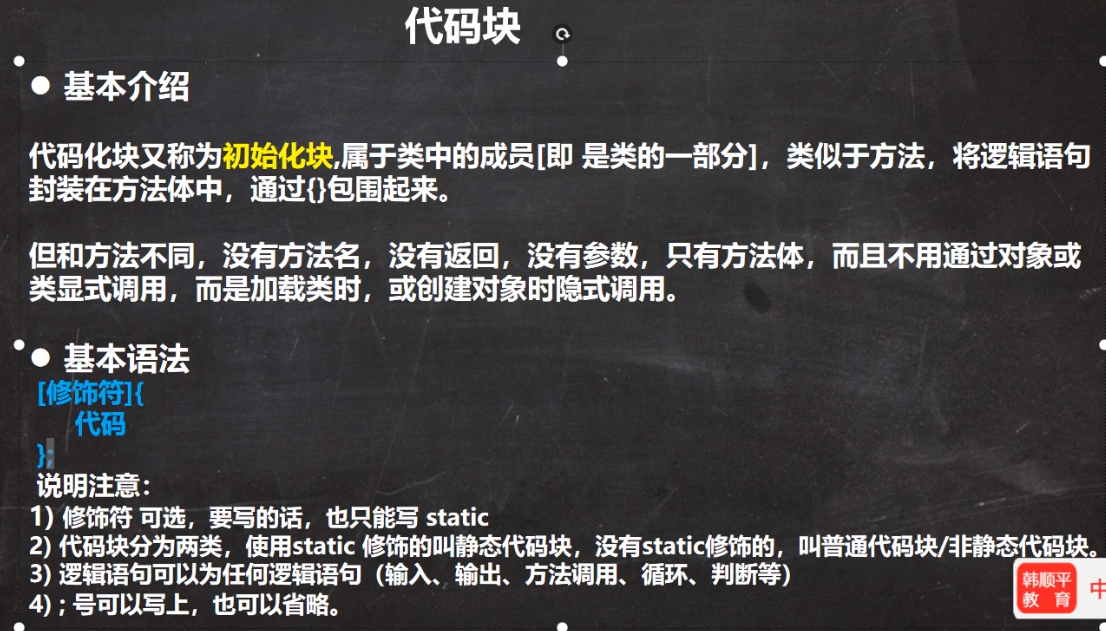 代码块
● 基本介绍
代码化块又称为初始化块,属于类中的成员[即 是类的一部分]，类似于方法，将逻辑语句
封装在方法体中，通过{}包围起来。
但和方法不同，没有方法名，没有返回，没有参数，只有方法体，而且不用通过对象或
类显式调用，而是加载类时，或创建对象时隐式调用。
● 基本语法
[修饰符]{
代码
};
说明注意：
1) 修饰符 可选，要写的话，也只能写 static
2) 代码块分为两类，使用static 修饰的叫静态代码块，没有static修饰的，叫普通代码块/非静态代码块。
3) 逻辑语句可以为任何逻辑语句（输入、输出、方法调用、循环、判断等）
4) ; 号可以写上，也可以省略。
韩顺平
教 育
中